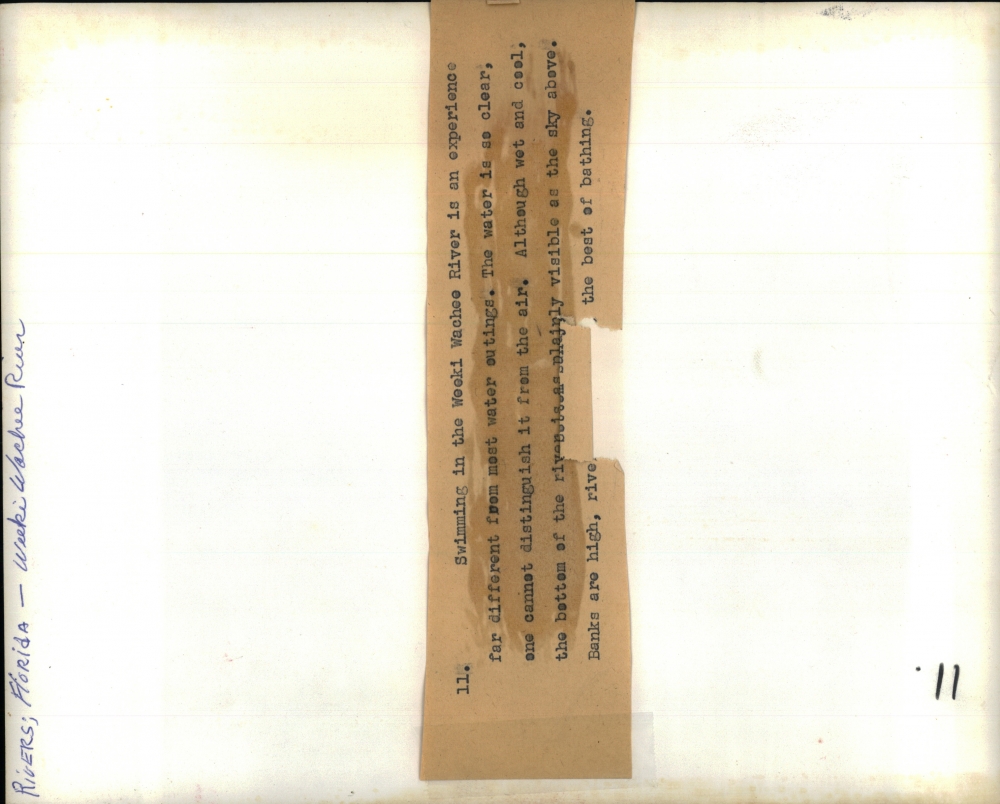 RIVERS; FLORIDA — Weeki Wachee River
11. Swimming in the Weeki Wachee River is an experience
far different from most water outings. The water is so clear,
one cannot distinguish it from the air. Although wet and cool,
the bottom of the river is as plainly visible as the sky above.
Banks are high, rive , the best of bathing.
11